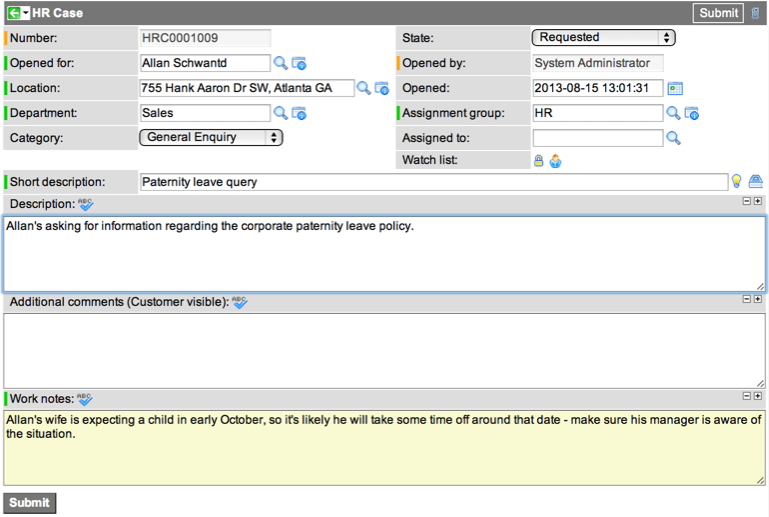 HR Case Submit
Number: HRC0001009 State: Requested
Opened for: Allan Schwantd Opened by: System Administrator
Location: 755 Hank Aaron Dr SW, Atlanta GA Opened: 2013-08-15 13:01:31
Department: Sales Assignment group: HR
Category: General Enquiry Assigned to:
Watch list:
Short description: Paternity leave query
Description: ABC
Allan's asking for information regarding the corporate paternity leave policy.
Additional comments (Customer visible): ABC
Work notes: ABC
Allan's wife is expecting a child in early October, so it's likely he will take some time off around that date - make sure his manager is aware of
the situation.
Submit